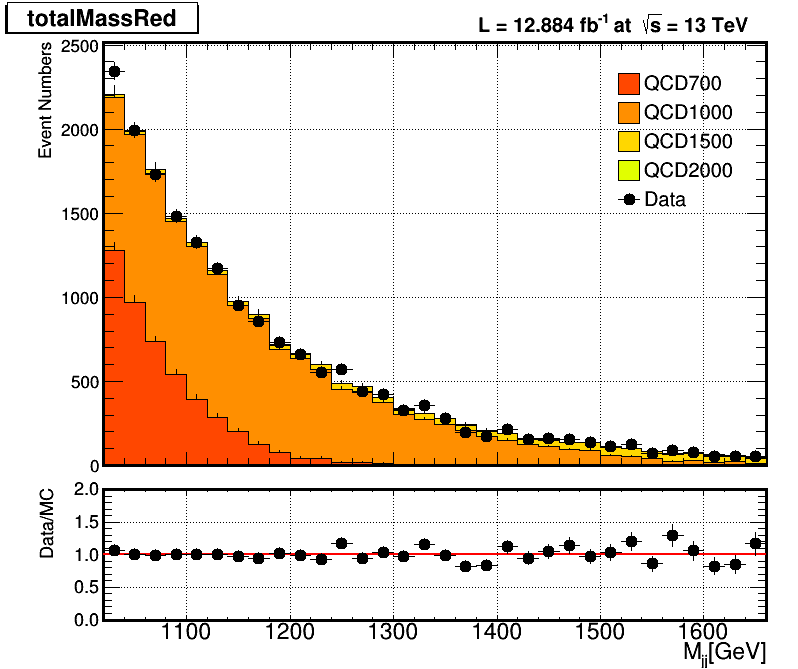 totalMassRed
L = 12.884 fb⁻¹ at √s = 13 TeV
Event Numbers
2500
2000
1500
1000
500
0
QCD700
QCD1000
QCD1500
QCD2000
Data
Data/MC
2.0
1.5
1.0
0.5
0.0
1100 1200 1300 1400 1500 1600
M_jj[GeV]